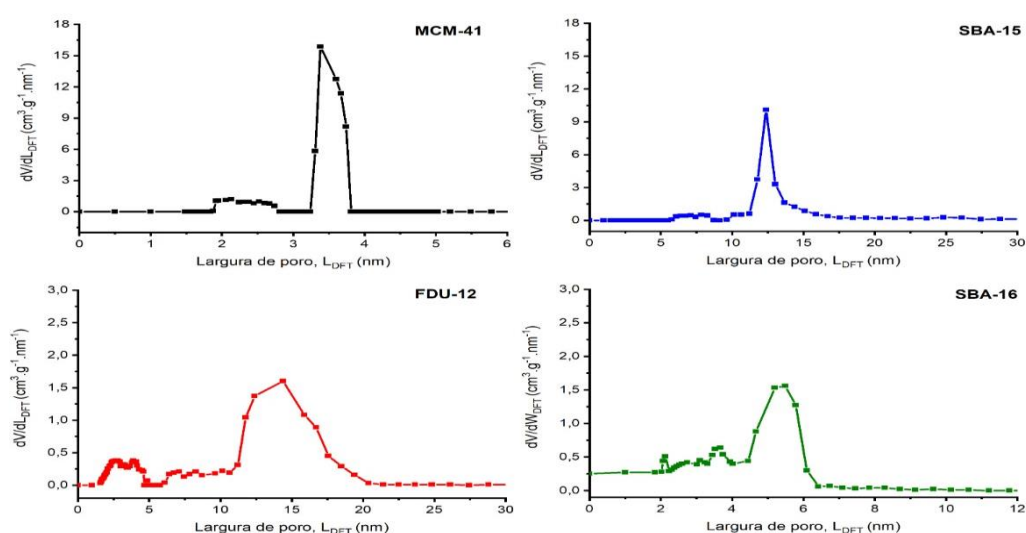 MCM-41
18
15
12
9
6
3
0
dV/dL_DFT (cm³.g⁻¹.nm⁻¹)
0 1 2 3 4 5 6
Largura de poro, L_DFT (nm)
SBA-15
18
15
12
9
6
3
0
dV/dL_DFT (cm³.g⁻¹.nm⁻¹)
0 5 10 15 20 25 30
Largura de poro, L_DFT (nm)
FDU-12
3,0
2,5
2,0
1,5
1,0
0,5
0,0
dV/dL_DFT (cm³.g⁻¹.nm⁻¹)
0 5 10 15 20 25 30
Largura de poro, L_DFT (nm)
SBA-16
3,0
2,5
2,0
1,5
1,0
0,5
0,0
dV/dW_DFT (cm³.g⁻¹.nm⁻¹)
0 2 4 6 8 10 12
Largura de poro, L_DFT (nm)